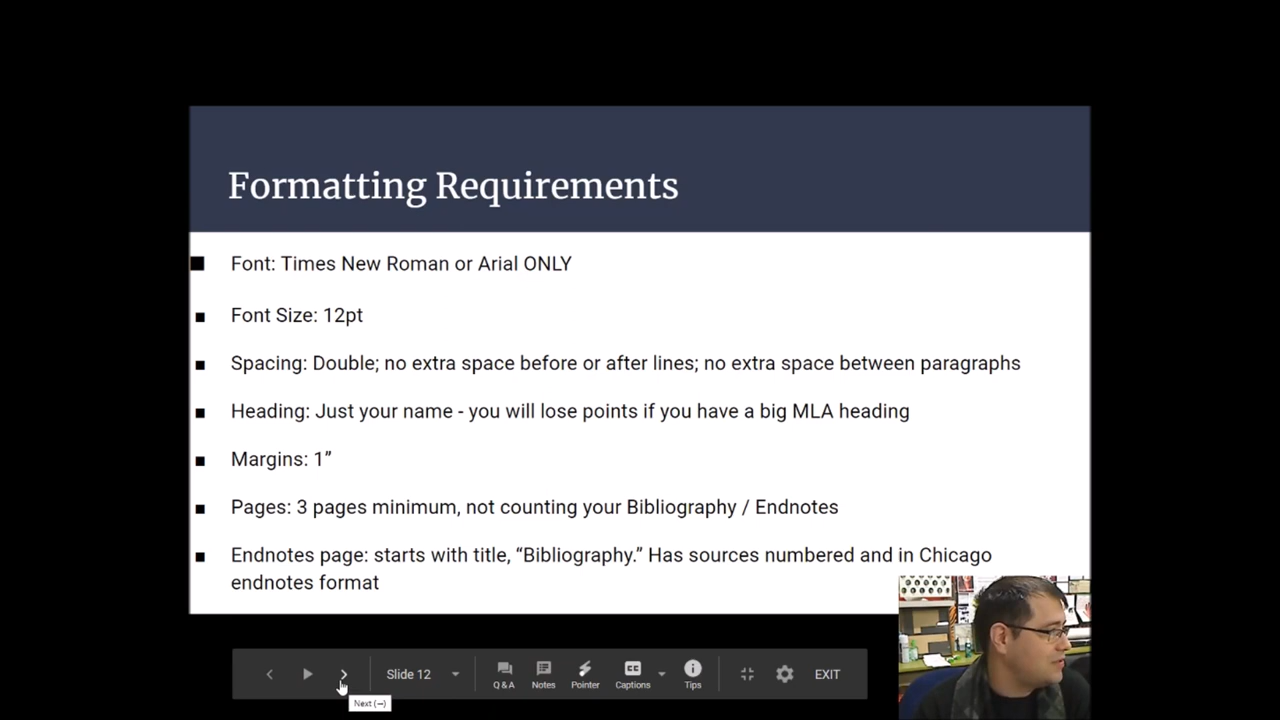 Formatting Requirements
Font: Times New Roman or Arial ONLY
Font Size: 12pt
Spacing: Double; no extra space before or after lines; no extra space between paragraphs
Heading: Just your name - you will lose points if you have a big MLA heading
Margins: 1”
Pages: 3 pages minimum, not counting your Bibliography / Endnotes
Endnotes page: starts with title, “Bibliography.” Has sources numbered and in Chicago
endnotes format
Slide 12
Q & A
Notes
Pointer
Captions
Tips
EXIT
Next (→)